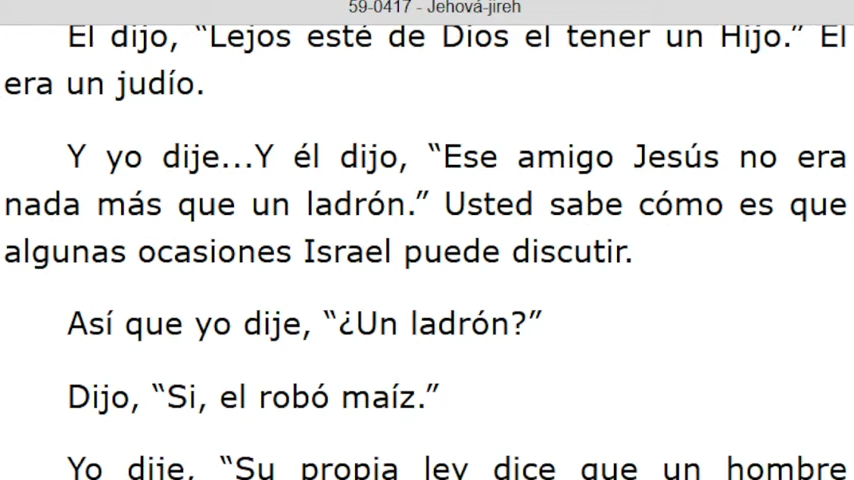 59-0417 - Jehová-jireh
El dijo, “Lejos esté de Dios el tener un Hijo.” El
era un judío.
Y yo dije...Y él dijo, “Ese amigo Jesús no era
nada más que un ladrón.” Usted sabe cómo es que
algunas ocasiones Israel puede discutir.
Así que yo dije, “¿Un ladrón?”
Dijo, “Si, el robó maíz.”
Yo dije, “Su propia ley dice que un hombre